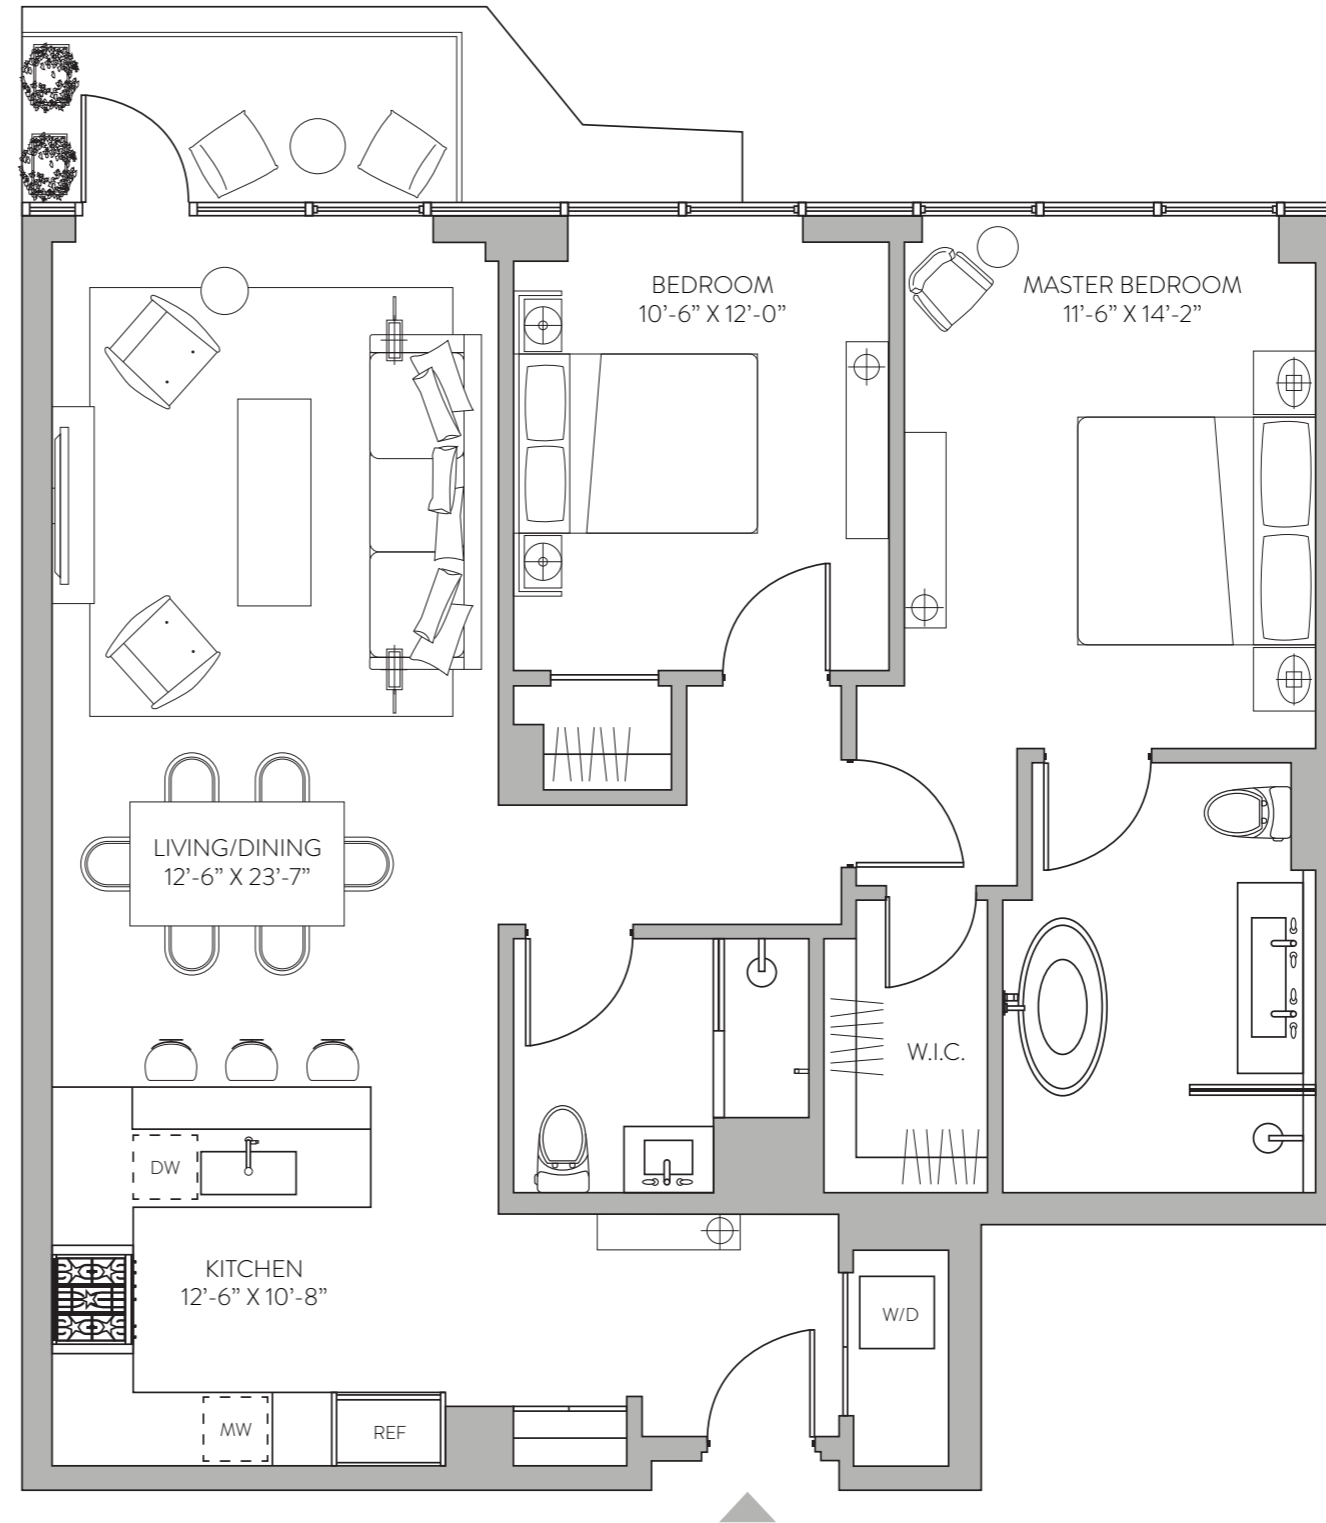 BEDROOM
10’-6” X 12’-0”
MASTER BEDROOM
11’-6” X 14’-2”
LIVING/DINING
12’-6” X 23’-7”
W.I.C.
DW
KITCHEN
12’-6” X 10’-8”
W/D
MW
REF